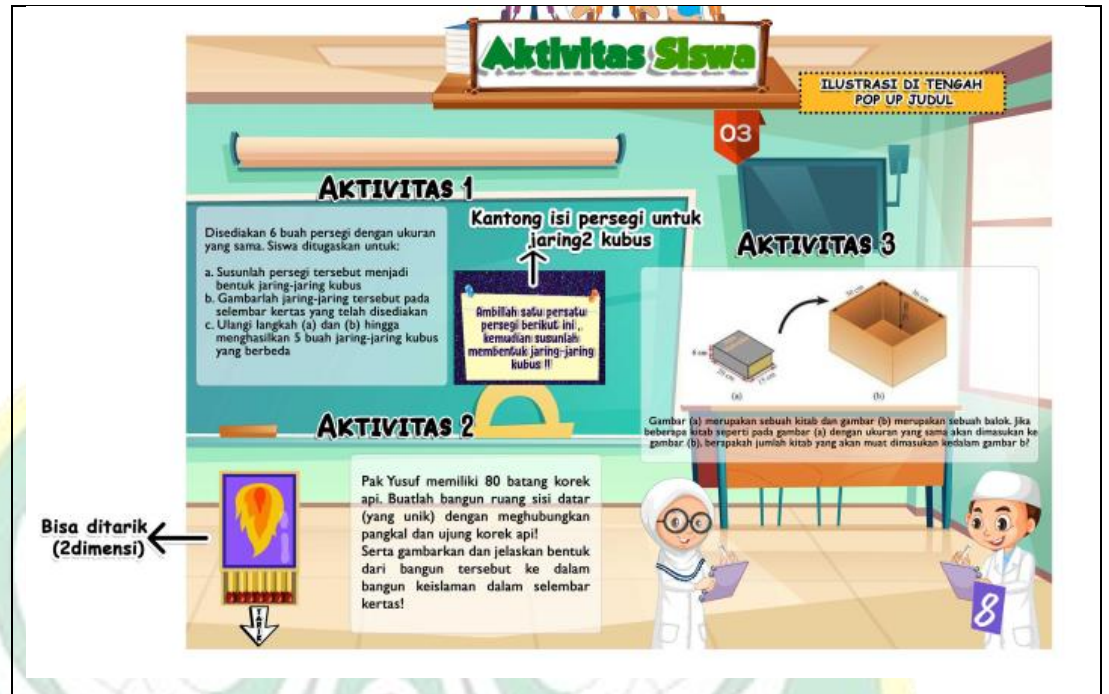 Aktivitas Siswa
ILUSTRASI DI TENGAH
POP UP JUDUL
03
AKTIVITAS 1
Disediakan 6 buah persegi dengan ukuran
yang sama. Siswa ditugaskan untuk:
a. Susunlah persegi tersebut menjadi
bentuk jaring-jaring kubus
b. Gambarlah jaring-jaring tersebut pada
selembar kertas yang telah disediakan
c. Ulangi langkah (a) dan (b) hingga
menghasilkan 5 buah jaring-jaring kubus
yang berbeda
Kantong isi persegi untuk
jaring2 kubus
Ambillah satu persatu
persegi berikut ini,
kemudian susunlah
membentuk jaring-jaring
kubus !!
AKTIVITAS 3
30 cm
(a)
(b)
Gambar (a) merupakan sebuah kitab dan gambar (b) merupakan sebuah balok. Jika
beberapa kitab seperti pada gambar (a) dengan ukuran yang sama akan dimasukan ke
gambar (b), berapakah jumlah kitab yang akan muat dimasukan kedalam gambar b?
AKTIVITAS 2
Pak Yusuf memiliki 80 batang korek
api. Buatlah bangun ruang sisi datar
(yang unik) dengan meghubungkan
pangkal dan ujung korek api!
Serta gambarkan dan jelaskan bentuk
dari bangun tersebut ke dalam
bangun keislaman dalam selembar
kertas!
Bisa ditarik
(2dimensi)
TARIK
8